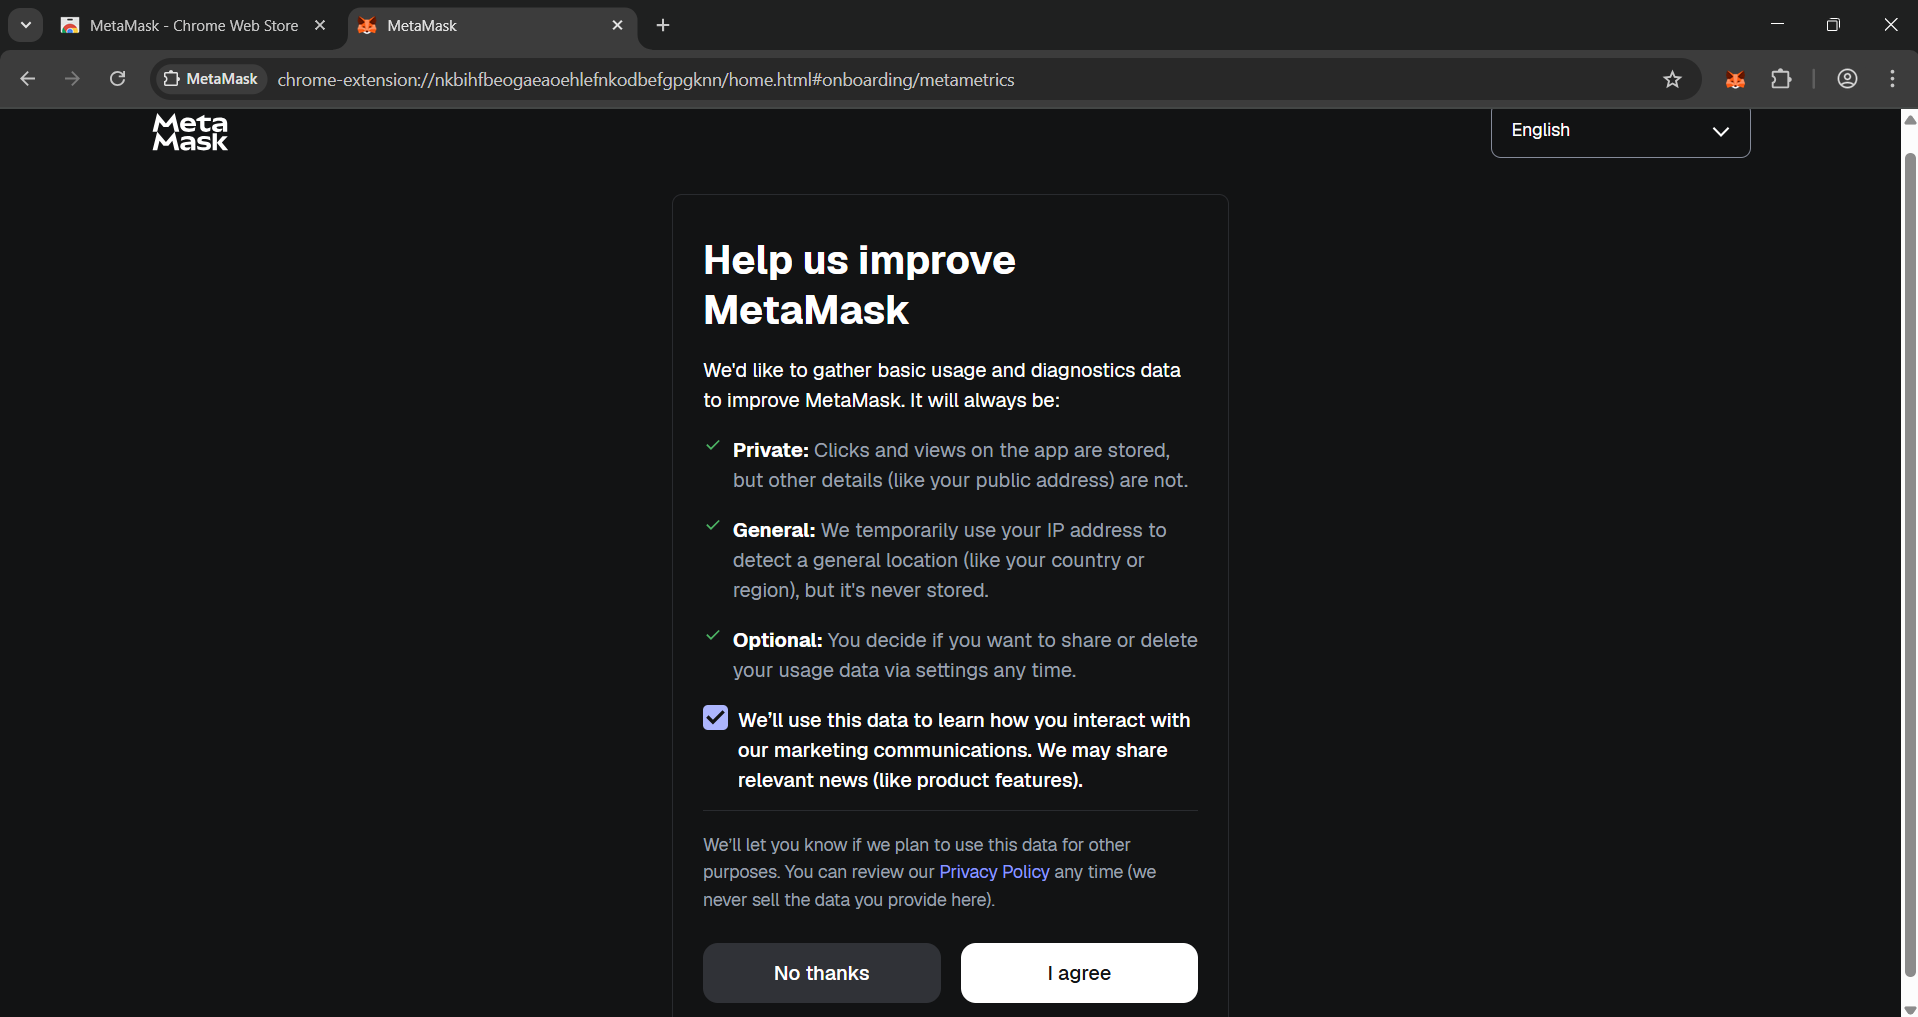 MetaMask - Chrome Web Store
MetaMask
MetaMask
chrome-extension://nkbihfbeogaeaoehlefnkodbefgpgknn/home.html#onboarding/metametrics
Meta
Mask
English
Help us improve
MetaMask
We'd like to gather basic usage and diagnostics data
to improve MetaMask. It will always be:
Private: Clicks and views on the app are stored,
but other details (like your public address) are not.
General: We temporarily use your IP address to
detect a general location (like your country or
region), but it's never stored.
Optional: You decide if you want to share or delete
your usage data via settings any time.
We’ll use this data to learn how you interact with
our marketing communications. We may share
relevant news (like product features).
We’ll let you know if we plan to use this data for other
purposes. You can review our Privacy Policy any time (we
never sell the data you provide here).
No thanks
I agree